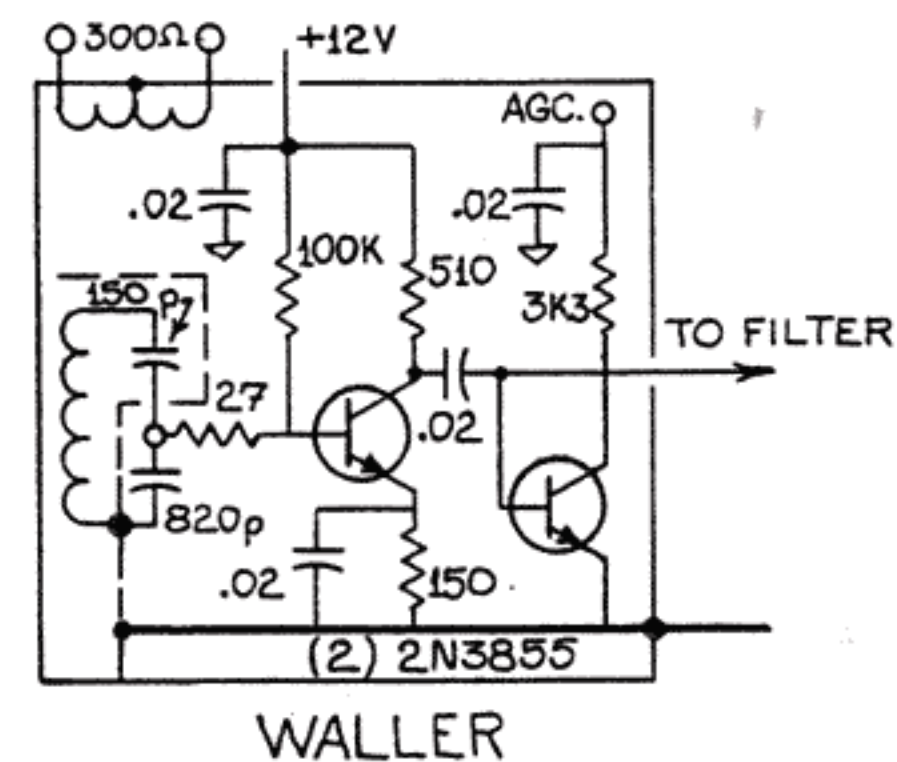 300Ω
+12V
AGC.
.02
.02
100K
510
3K3
150 p
TO FILTER
27
.02
820p
.02
150
(2) 2N3855
WALLER